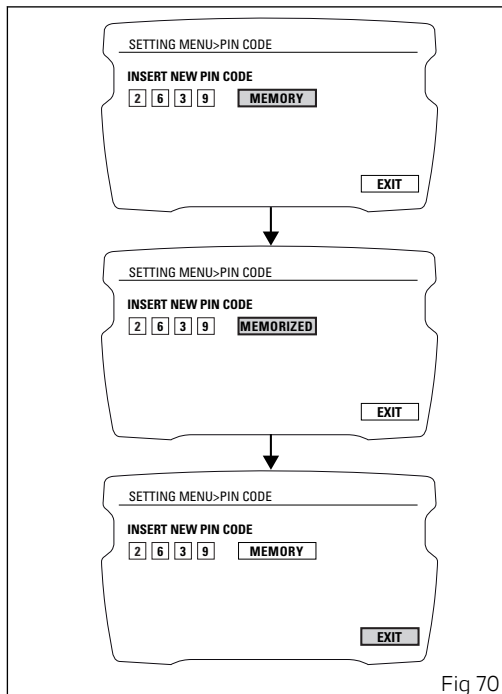 SETTING MENU>PIN CODE
INSERT NEW PIN CODE
2 6 3 9 MEMORY
EXIT
SETTING MENU>PIN CODE
INSERT NEW PIN CODE
2 6 3 9 MEMORIZED
EXIT
SETTING MENU>PIN CODE
INSERT NEW PIN CODE
2 6 3 9 MEMORY
EXIT
Fig 70